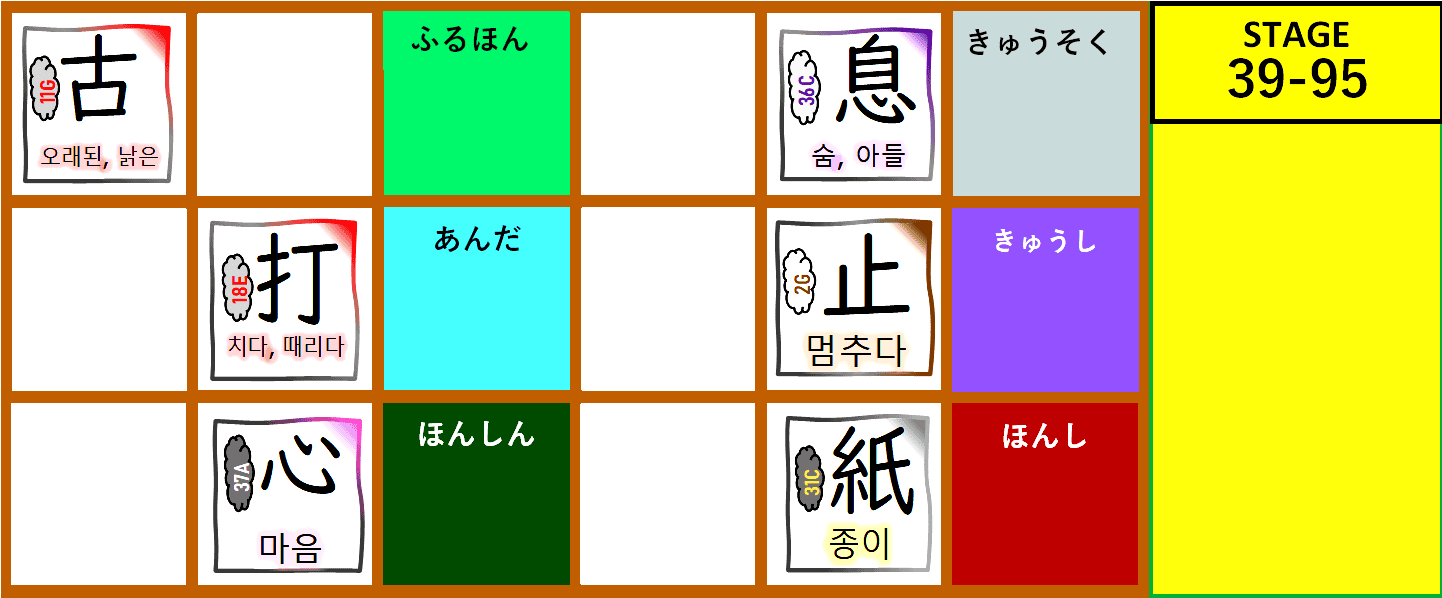 11G
古
오래된, 낡은
ふるほん
36C
息
숨, 아들
きゅうそく
STAGE
39-95
18E
打
치다, 때리다
あんだ
2G
止
멈추다
きゅうし
37A
心
마음
ほんしん
31C
紙
종이
ほんし